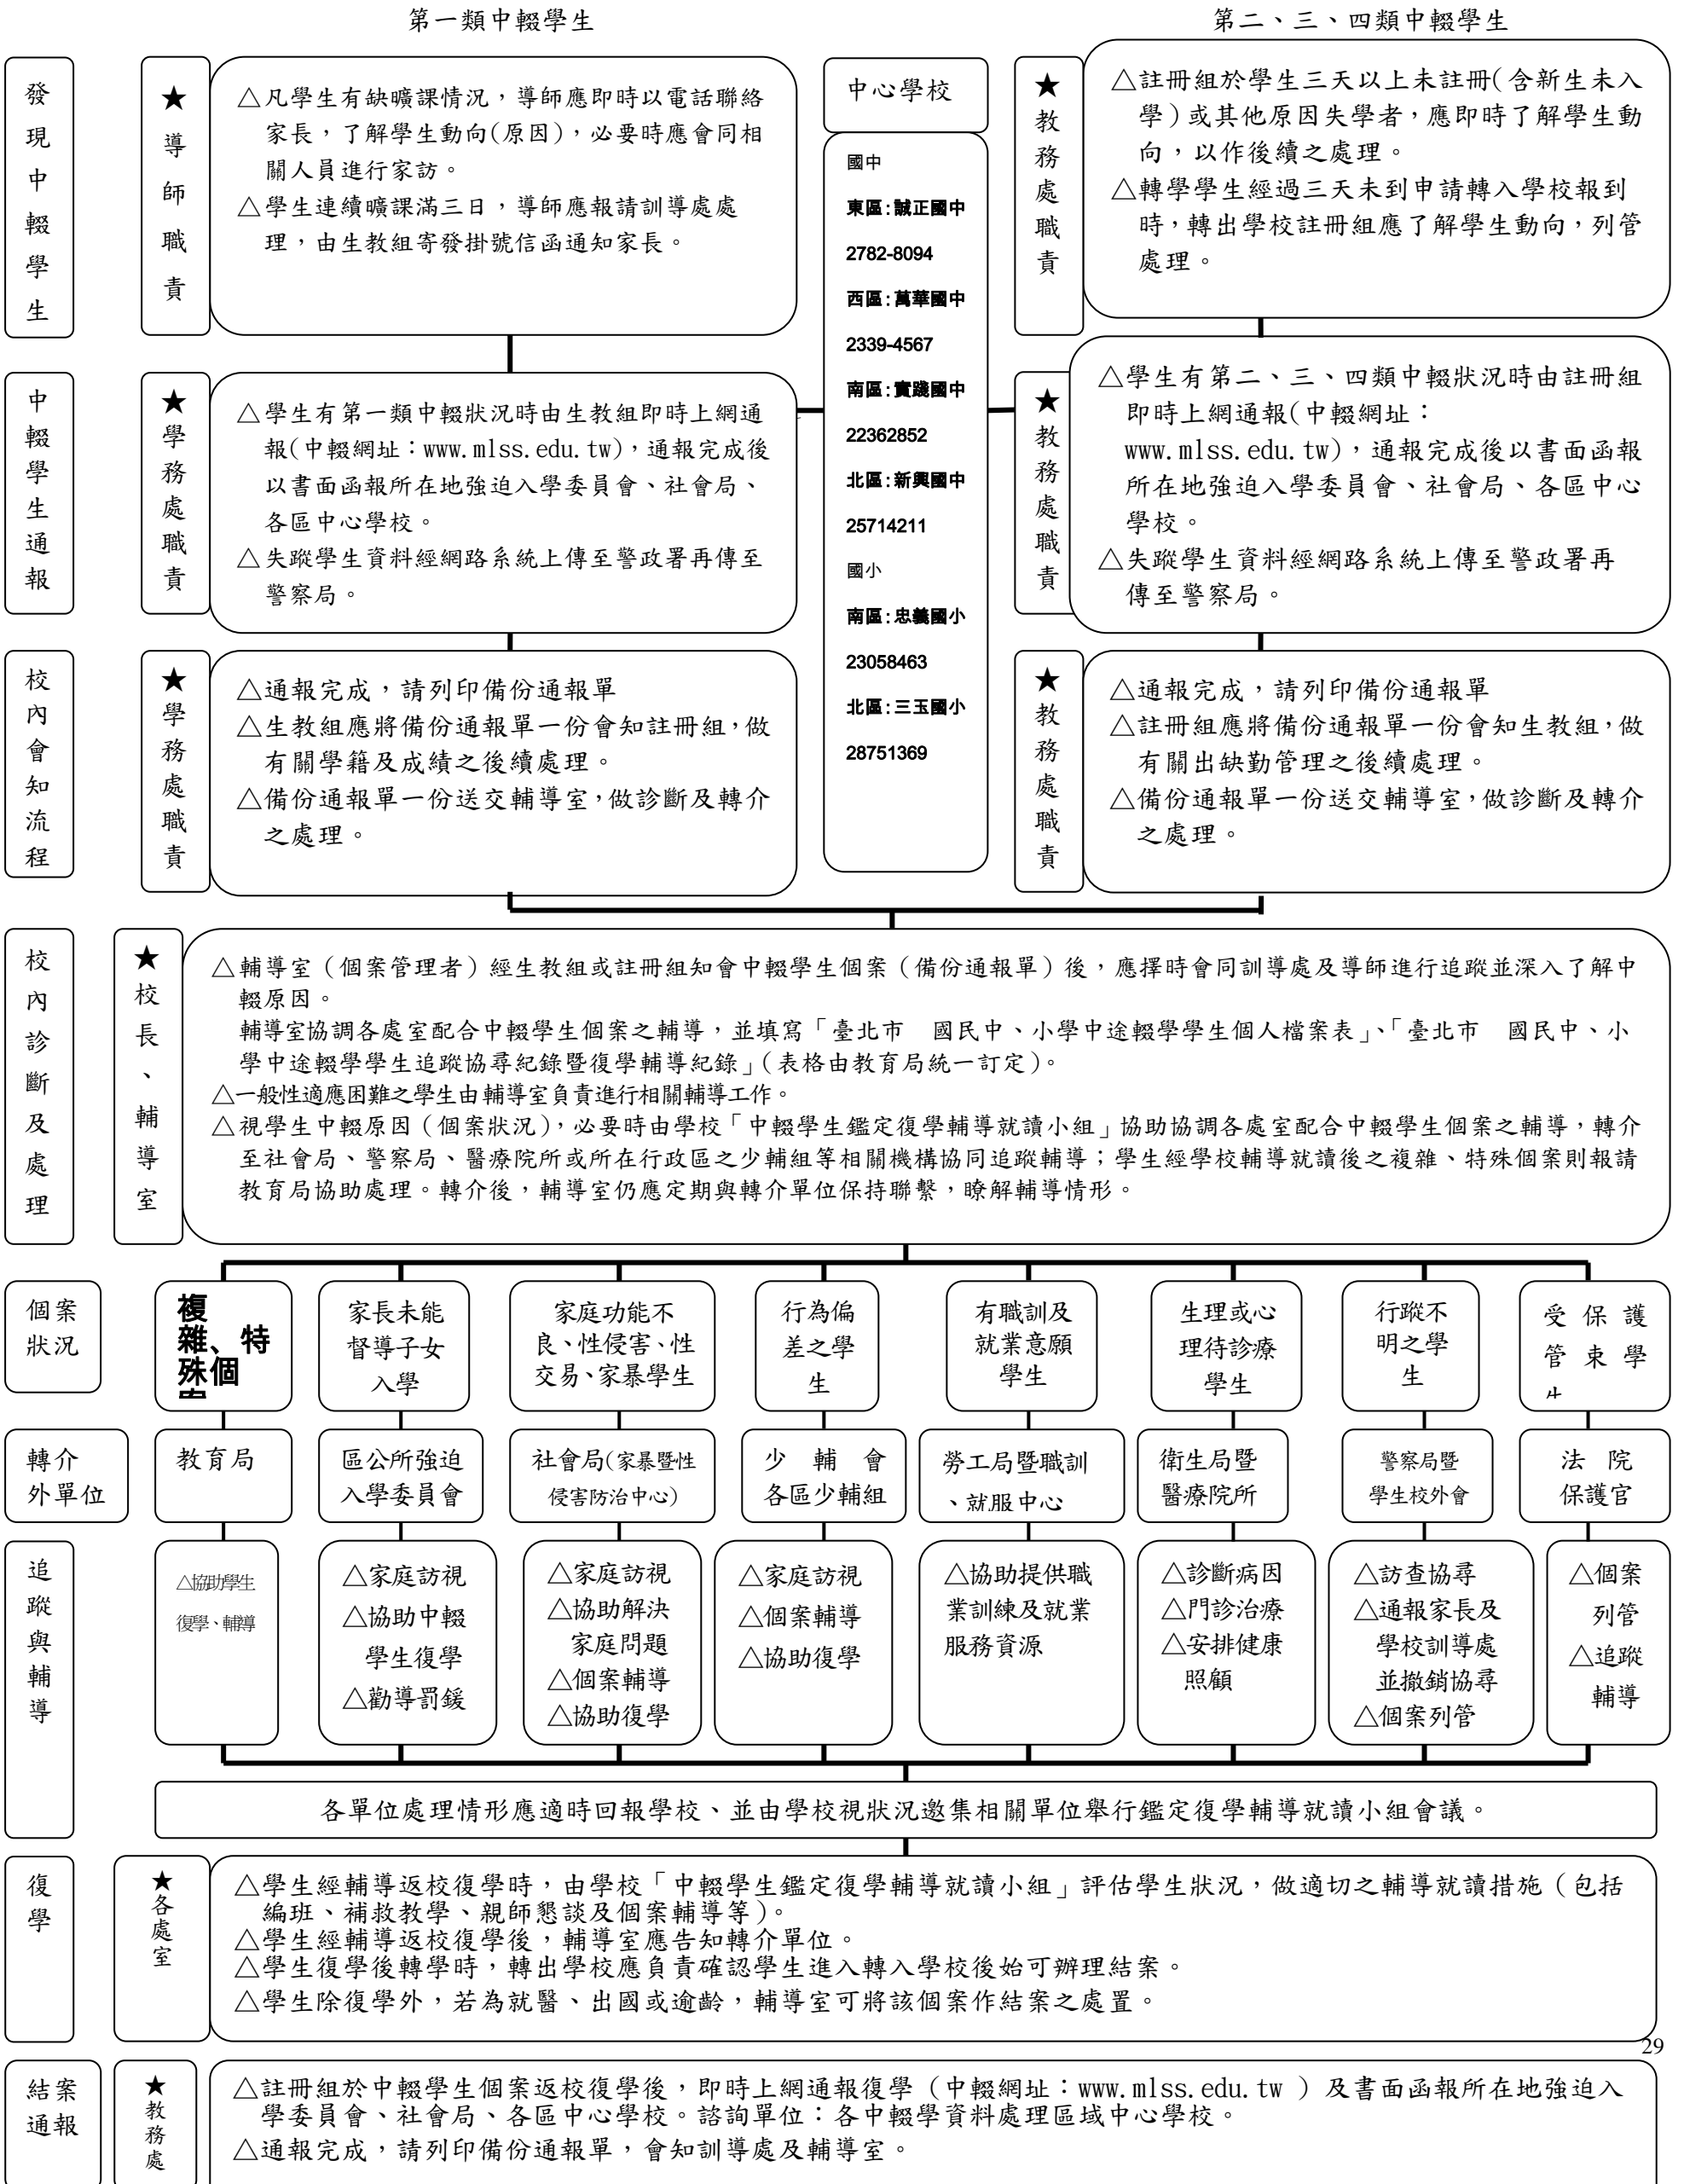 第一類中輟學生
第二、三、四類中輟學生
發現中輟學生
★導師職責
△凡學生有缺曠課情況，導師應即時以電話聯絡
家長，了解學生動向(原因)，必要時應會同相
關人員進行家訪。
△學生連續曠課滿三日，導師應報請訓導處處
理，由生教組寄發掛號信函通知家長。
中心學校
國中
東區:誠正國中
2782-8094
西區:萬華國中
2339-4567
南區:實踐國中
22362852
北區:新興國中
25714211
國小
南區:忠義國小
23058463
北區:三玉國小
28751369
★教務處職責
△註冊組於學生三天以上未註冊(含新生未入
學)或其他原因失學者，應即時了解學生動
向，以作後續之處理。
△轉學學生經過三天未到申請轉入學校報到
時，轉出學校註冊組應了解學生動向，列管
處理。
中輟學生通報
★學務處職責
△學生有第一類中輟狀況時由生教組即時上網通
報(中輟網址：www.mlss.edu.tw)，通報完成後
以書面函報所在地強迫入學委員會、社會局、
各區中心學校。
△失蹤學生資料經網路系統上傳至警政署再傳至
警察局。
★教務處職責
△學生有第二、三、四類中輟狀況時由註冊組
即時上網通報(中輟網址：
www.mlss.edu.tw)，通報完成後以書面函報
所在地強迫入學委員會、社會局、各區中心
學校。
△失蹤學生資料經網路系統上傳至警政署再
傳至警察局。
校內會知流程
★學務處職責
△通報完成，請列印備份通報單
△生教組應將備份通報單一份會知註冊組，做
有關學籍及成績之後續處理。
△備份通報單一份送交輔導室，做診斷及轉介
之處理。
★教務處職責
△通報完成，請列印備份通報單
△註冊組應將備份通報單一份會知生教組，做
有關出缺勤管理之後續處理。
△備份通報單一份送交輔導室，做診斷及轉介
之處理。
校內診斷及處理
★校長、輔導室
△輔導室（個案管理者）經生教組或註冊組知會中輟學生個案（備份通報單）後，應擇時會同訓導處及導師進行追蹤並深入了解中
輟原因。
輔導室協調各處室配合中輟學生個案之輔導，並填寫「臺北市　國民中、小學中途輟學學生個人檔案表」、「臺北市　國民中、小
學中途輟學學生追蹤協尋紀錄暨復學輔導紀錄」(表格由教育局統一訂定)。
△一般性適應困難之學生由輔導室負責進行相關輔導工作。
△視學生中輟原因（個案狀況），必要時由學校「中輟學生鑑定復學輔導就讀小組」協助協調各處室配合中輟學生個案之輔導，轉介
至社會局、警察局、醫療院所或所在行政區之少輔組等相關機構協同追蹤輔導；學生經學校輔導就讀後之複雜、特殊個案則報請
教育局協助處理。轉介後，輔導室仍應定期與轉介單位保持聯繫，瞭解輔導情形。
個案
狀況
複
雜、特
殊個
案
家長未能
督導子女
入學
家庭功能不
良、性侵害、性
交易、家暴學生
行為偏
差之學
生
有職訓及
就業意願
學生
生理或心
理待診療
學生
行蹤不
明之學
生
受保護
管束學
生
轉介
外單位
教育局
區公所強迫
入學委員會
社會局(家暴暨性
侵害防治中心)
少輔會
各區少輔組
勞工局暨職訓
、就服中心
衛生局暨
醫療院所
警察局暨
學生校外會
法院
保護官
追蹤與輔導
△協助學生
復學、輔導
△家庭訪視
△協助中輟
學生復學
△勸導罰鍰
△家庭訪視
△協助解決
家庭問題
△個案輔導
△協助復學
△家庭訪視
△個案輔導
△協助復學
△協助提供職
業訓練及就業
服務資源
△診斷病因
△門診治療
△安排健康
照顧
△訪查協尋
△通報家長及
學校訓導處
並撤銷協尋
△個案列管
△個案
列管
△追蹤
輔導
各單位處理情形應適時回報學校、並由學校視狀況邀集相關單位舉行鑑定復學輔導就讀小組會議。
復學
★各處室
△學生經輔導返校復學時，由學校「中輟學生鑑定復學輔導就讀小組」評估學生狀況，做適切之輔導就讀措施（包括
編班、補救教學、親師懇談及個案輔導等）。
△學生經輔導返校復學後，輔導室應告知轉介單位。
△學生復學後轉學時，轉出學校應負責確認學生進入轉入學校後始可辦理結案。
△學生除復學外，若為就醫、出國或逾齡，輔導室可將該個案作結案之處置。
29
結案
通報
★教務處
△註冊組於中輟學生個案返校復學後，即時上網通報復學（中輟網址：www.mlss.edu.tw ）及書面函報所在地強迫入
學委員會、社會局、各區中心學校。諮詢單位：各中輟學資料處理區域中心學校。
△通報完成，請列印備份通報單，會知訓導處及輔導室。